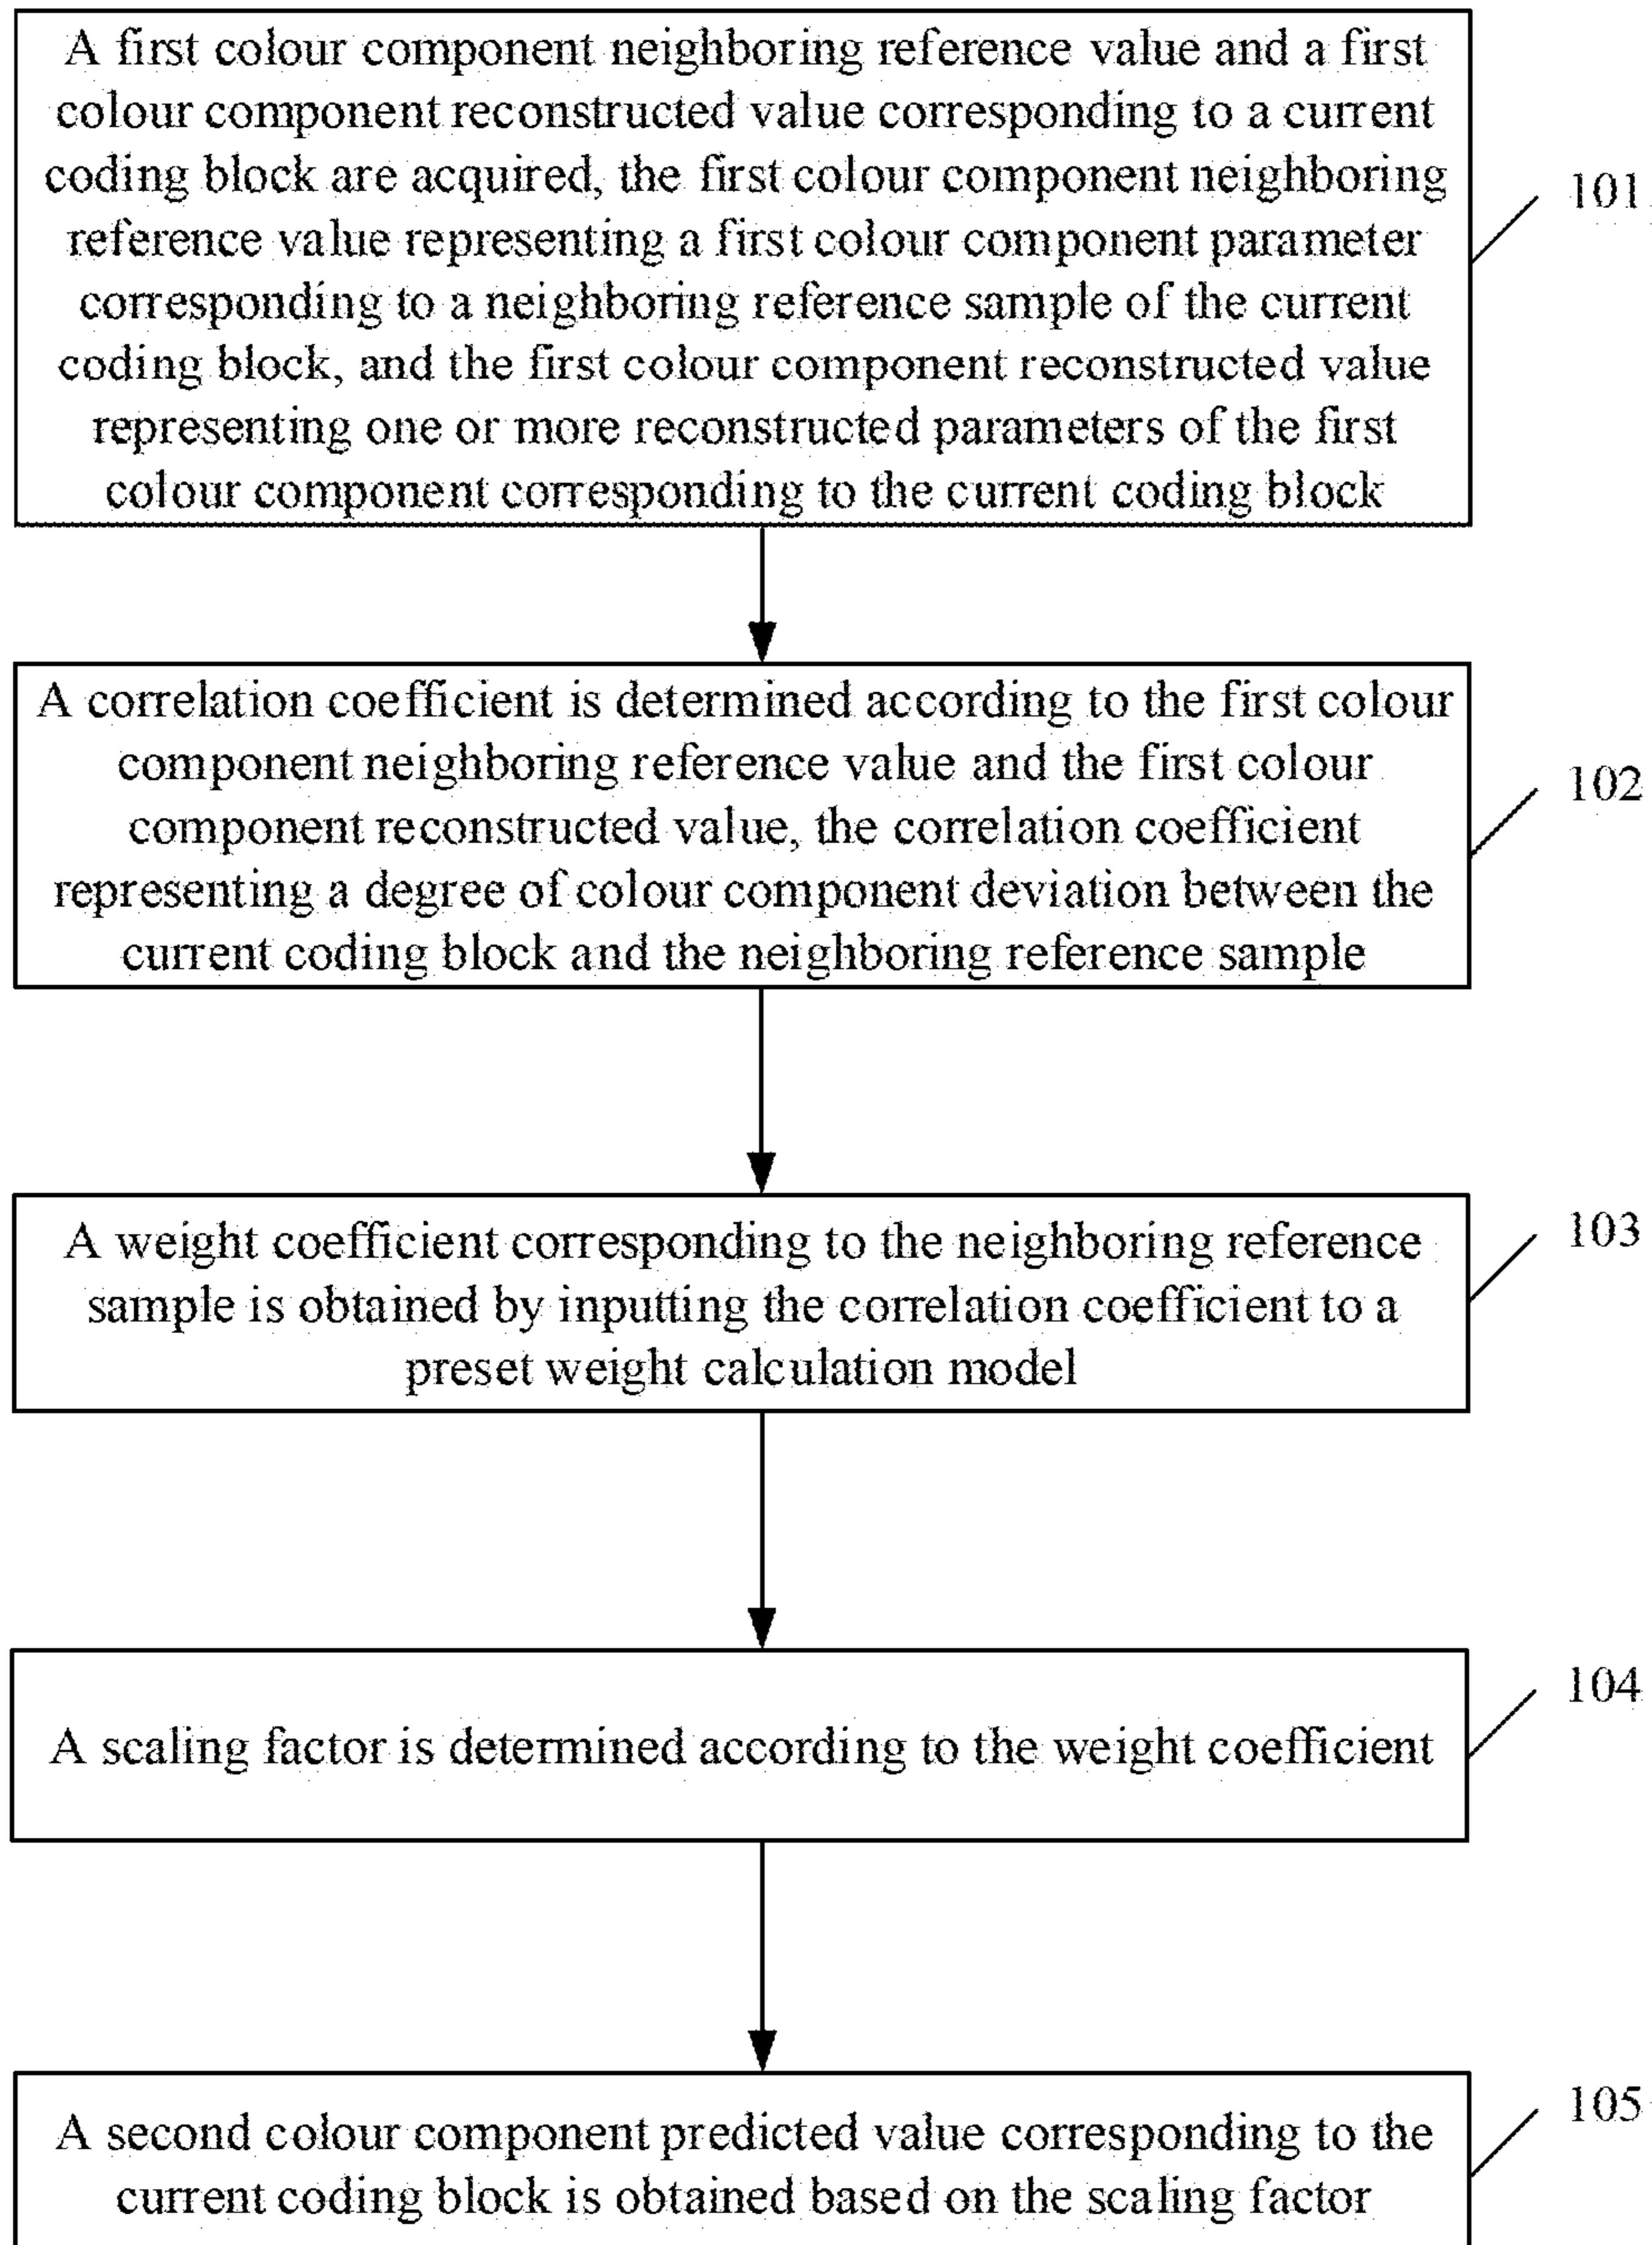 A first colour component neighboring reference value and a first
colour component reconstructed value corresponding to a current
coding block are acquired, the first colour component neighboring
reference value representing a first colour component parameter
corresponding to a neighboring reference sample of the current
coding block, and the first colour component reconstructed value
representing one or more reconstructed parameters of the first
colour component corresponding to the current coding block
101
A correlation coefficient is determined according to the first colour
component neighboring reference value and the first colour
component reconstructed value, the correlation coefficient
representing a degree of colour component deviation between the
current coding block and the neighboring reference sample
102
A weight coefficient corresponding to the neighboring reference
sample is obtained by inputting the correlation coefficient to a
preset weight calculation model
103
A scaling factor is determined according to the weight coefficient
104
A second colour component predicted value corresponding to the
current coding block is obtained based on the scaling factor
105